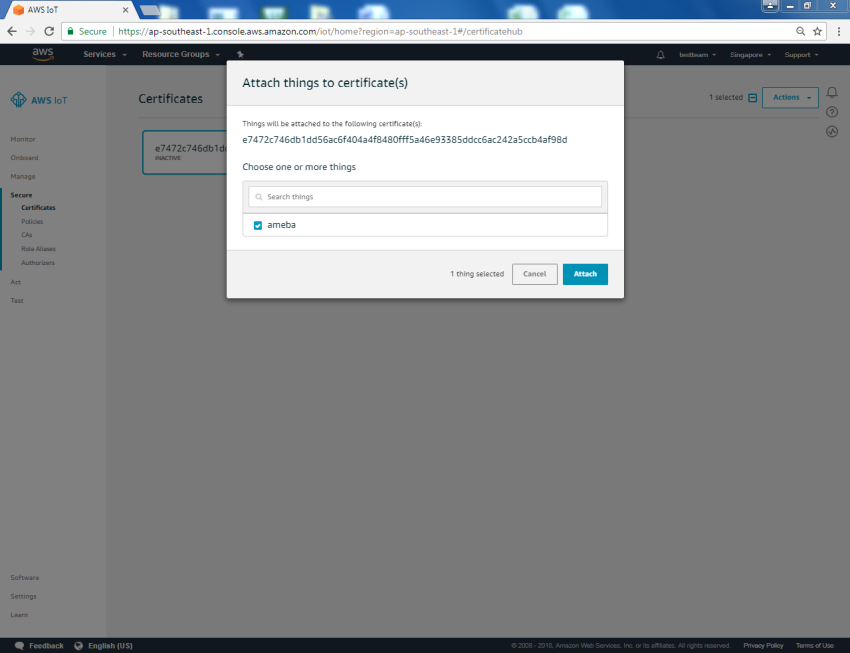 AWS IoT
Secure
https://ap-southeast-1.console.aws.amazon.com/iot/home?region=ap-southeast-1#/certificatehub
aws
Services
Resource Groups
Singapore
Support
AWS IoT
Monitor
Onboard
Manage
Secure
Certificates
Policies
CAs
Role Aliases
Authorizers
Act
Test
Software
Settings
Learn
Certificates
1 selected
Actions
e7472c746db1d
INACTIVE
Attach things to certificate(s)
Things will be attached to the following certificate(s):
e7472c746db1dd56ac6f404a4f8480fff5a46e93385ddcc6ac242a5ccb4af98d
Choose one or more things
Search things
ameba
1 thing selected
Cancel
Attach
Feedback
English (US)
© 2008 - 2018, Amazon Web Services, Inc. or its affiliates. All rights reserved.
Privacy Policy
Terms of Use